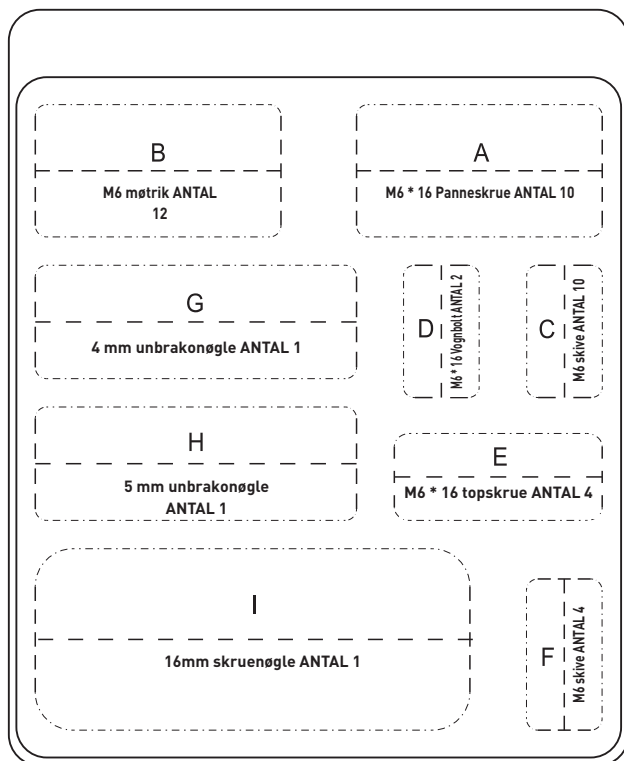 B
M6 møtrik ANTAL
12
A
M6 * 16 Panneskrue ANTAL 10
G
4 mm unbrakonøgle ANTAL 1
D
M6 * 16 Vognbolt ANTAL 2
C
M6 skive ANTAL 10
H
5 mm unbrakonøgle
ANTAL 1
E
M6 * 16 topskrue ANTAL 4
I
16mm skruenøgle ANTAL 1
F
M6 skive ANTAL 4